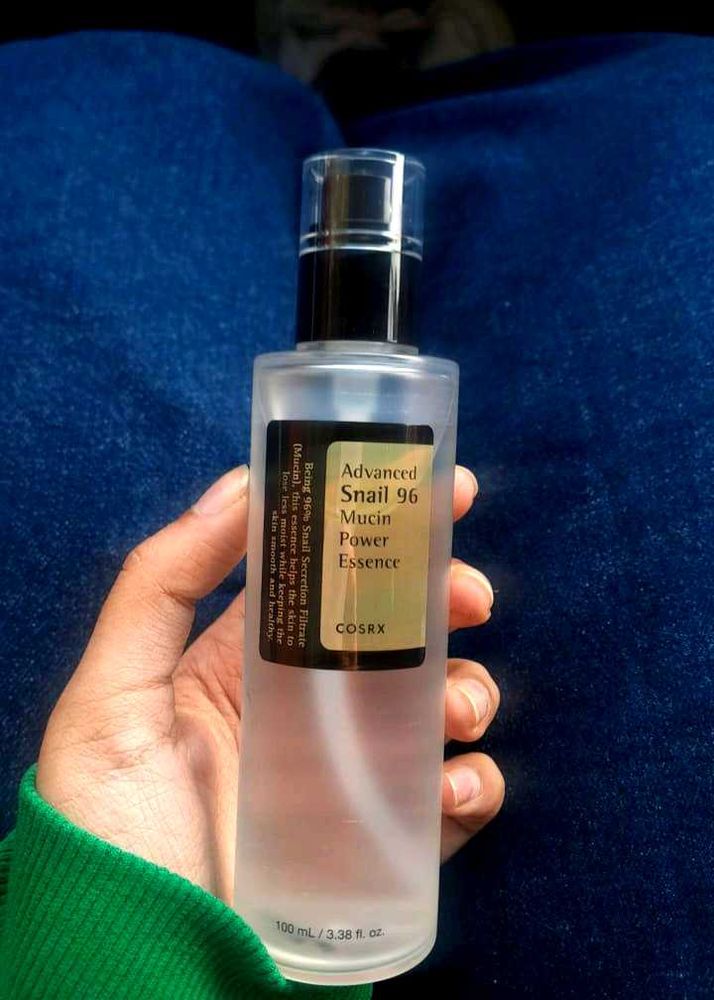 Advanced
Snail 96
Mucin
Power
Essence
COSRX
Being 96% Snail Secretion Filtrate
(Mucin), this essence helps the skin to
lose less moist while keeping the
skin smooth and healthy.
100 mL / 3.38 fl. oz.